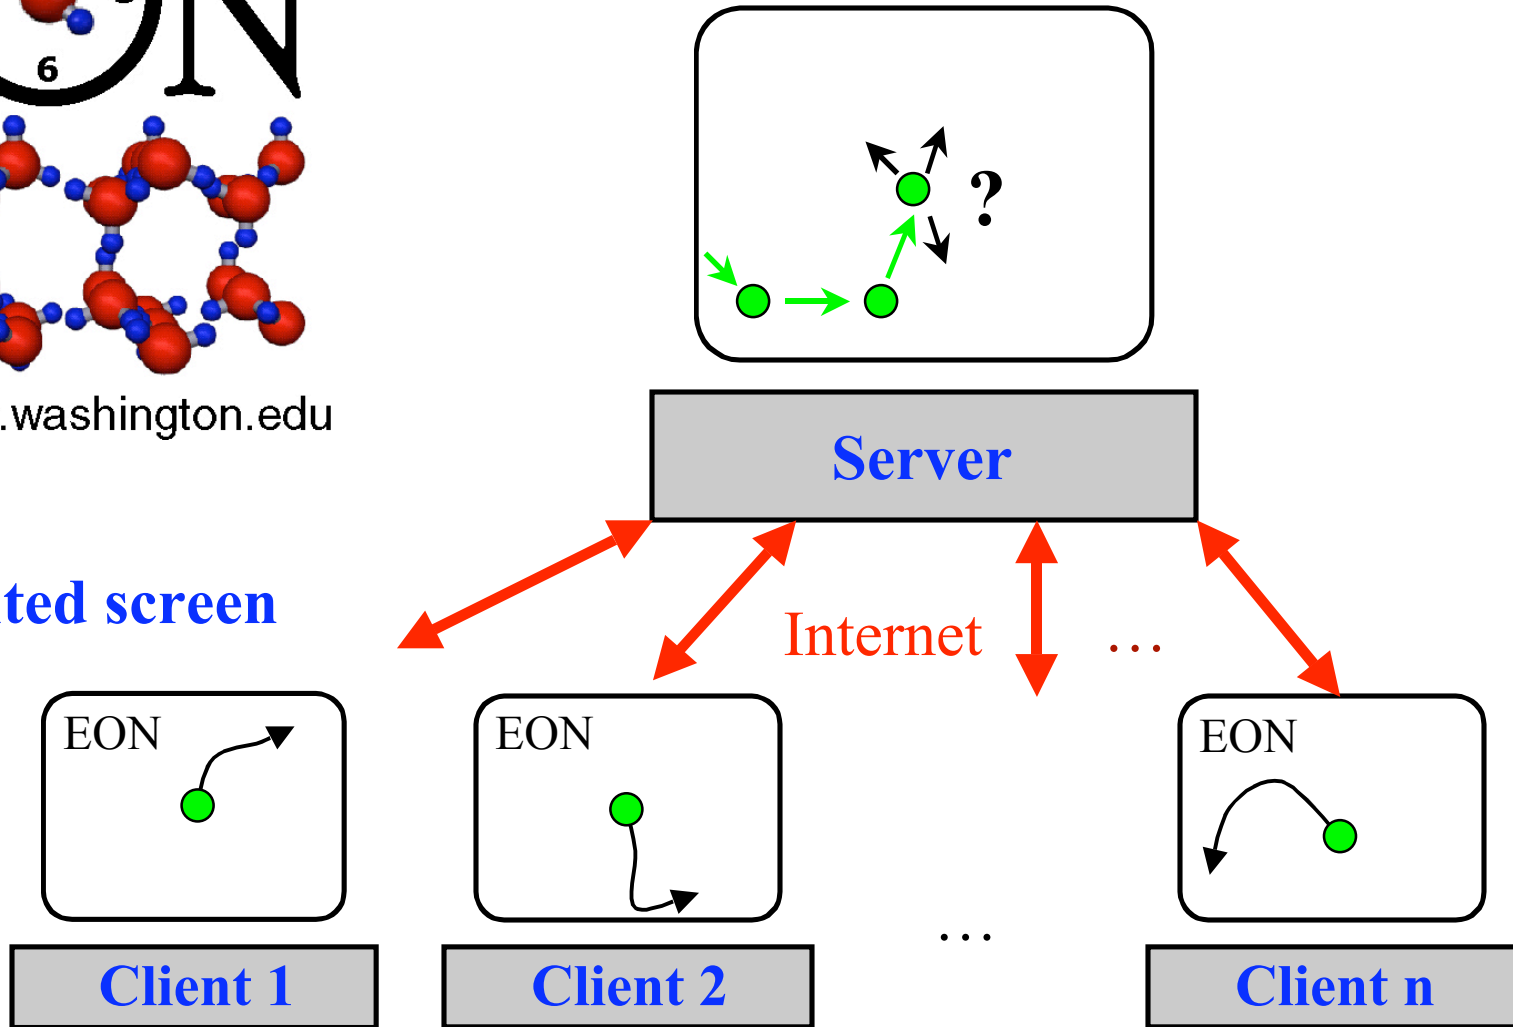 6
N
?
.washington.edu
Server
ted screen
Internet
…
EON
EON
EON
…
Client 1
Client 2
Client n